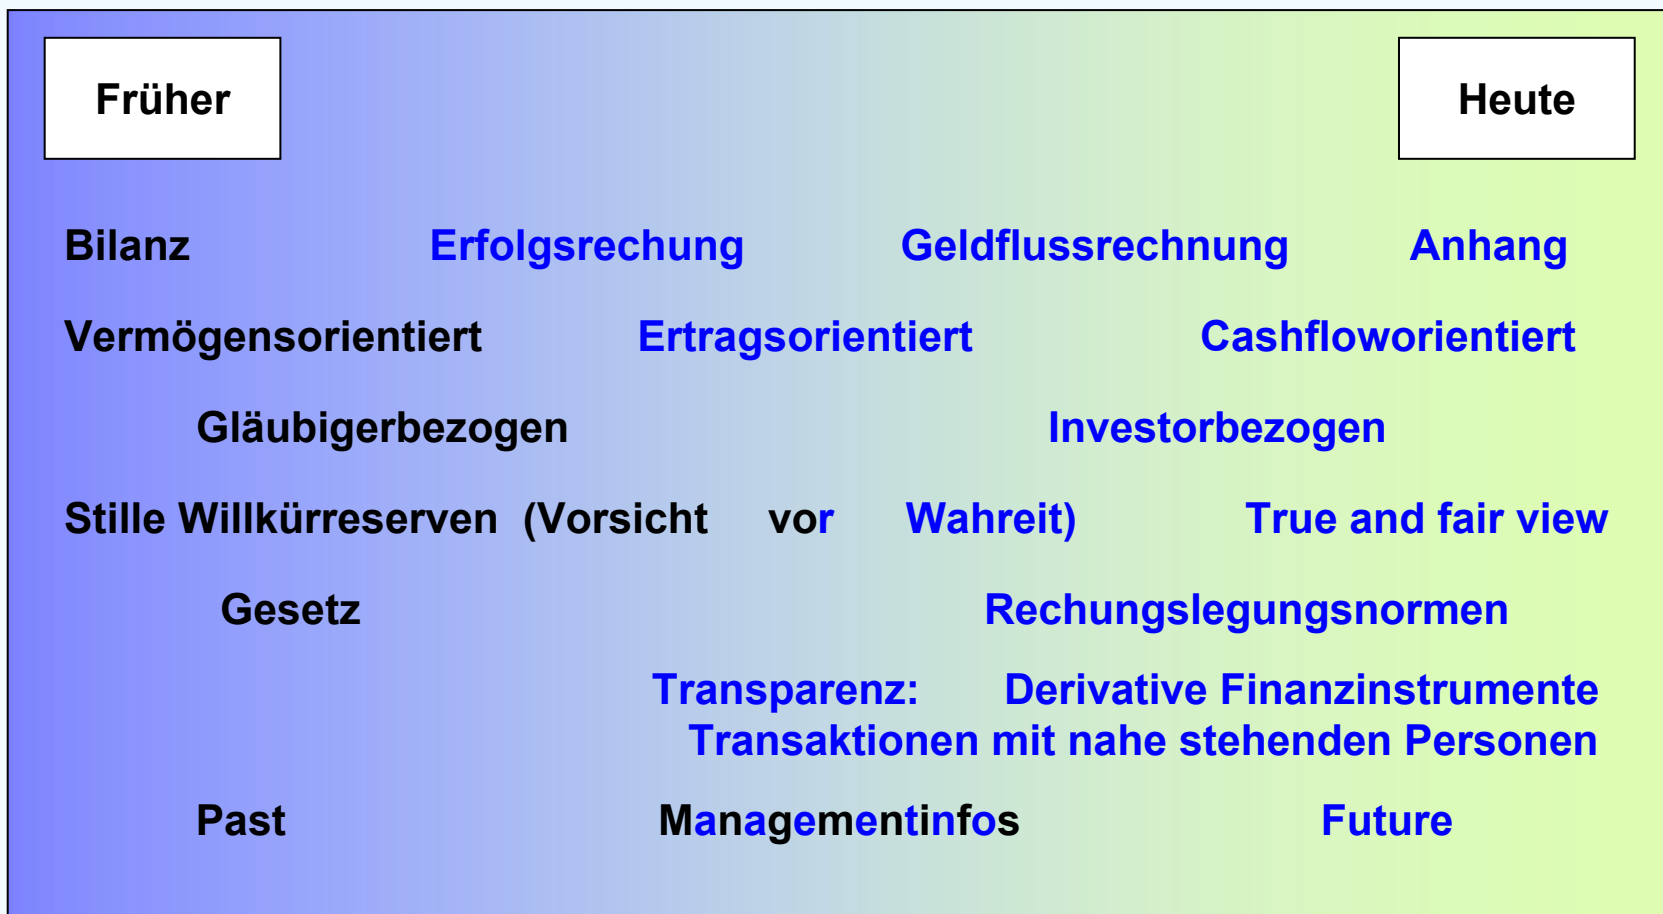 Früher Heute
Bilanz Erfolgsrechung Geldflussrechnung Anhang
Vermögensorientiert Ertragsorientiert Cashfloworientiert
Gläubigerbezogen Investorbezogen
Stille Willkürreserven (Vorsicht vor Wahreit) True and fair view
Gesetz Rechungslegungsnormen
Transparenz: Derivative Finanzinstrumente
Transaktionen mit nahe stehenden Personen
Past Managementinfos Future